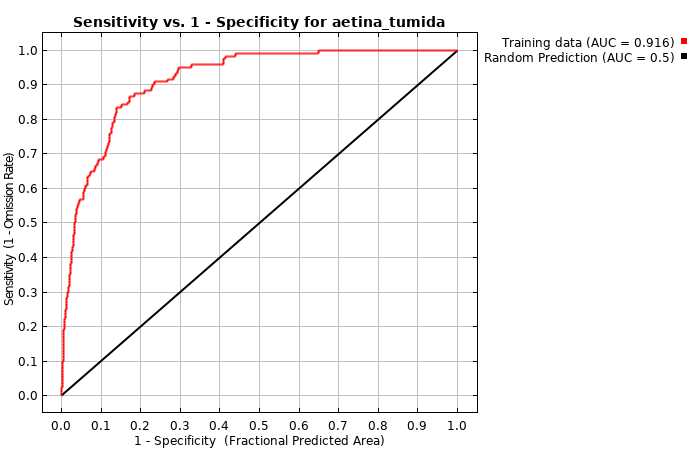 Sensitivity vs. 1 - Specificity for aetina_tumida
Training data (AUC = 0.916)
Random Prediction (AUC = 0.5)
Sensitivity (1 - Omission Rate)
1.0
0.9
0.8
0.7
0.6
0.5
0.4
0.3
0.2
0.1
0.0
0.0 0.1 0.2 0.3 0.4 0.5 0.6 0.7 0.8 0.9 1.0
1 - Specificity (Fractional Predicted Area)